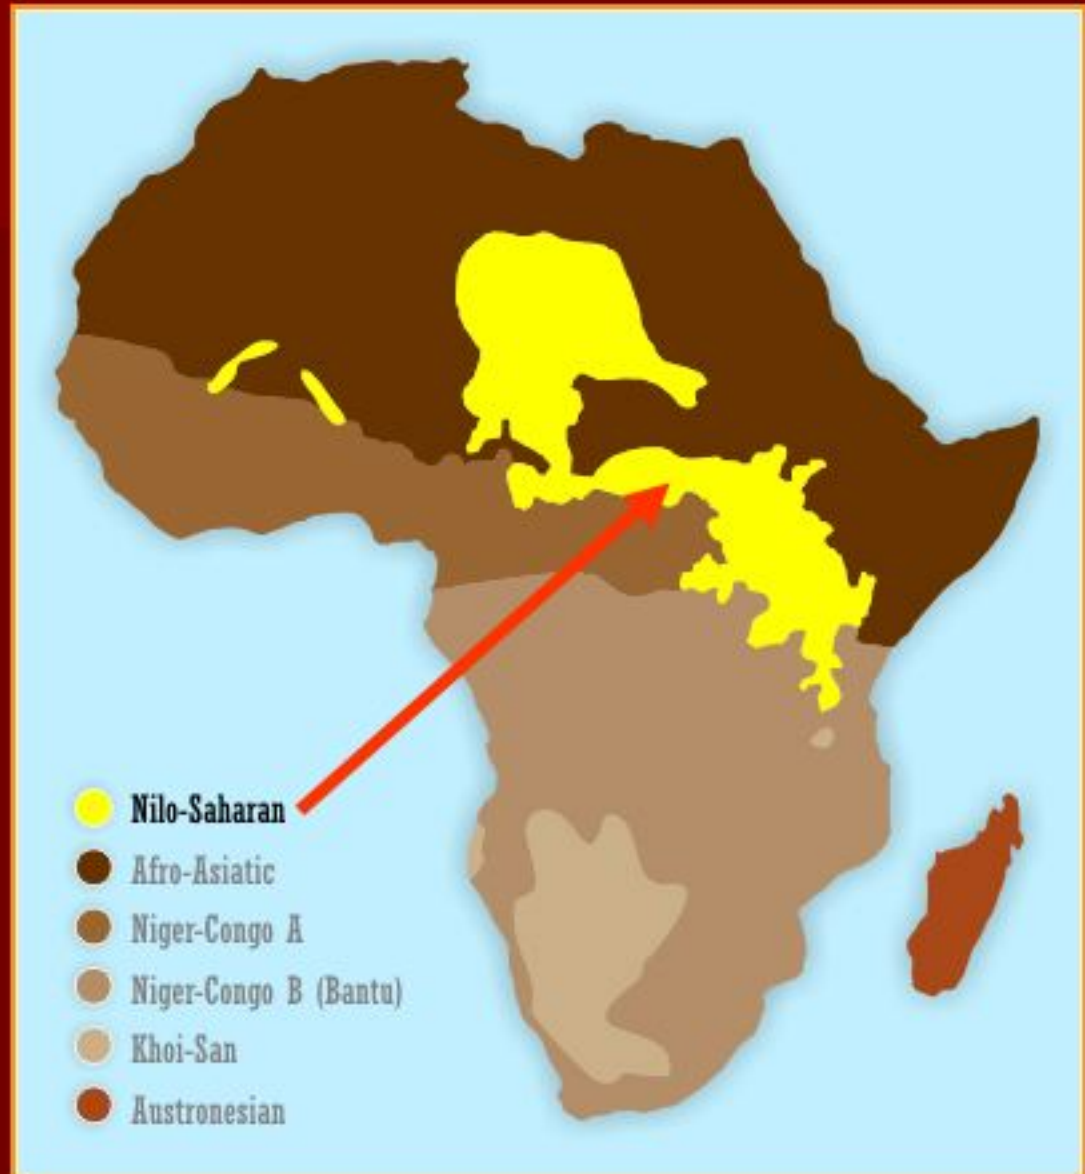 Nilo-Saharan
Afro-Asiatic
Niger-Congo A
Niger-Congo B (Bantu)
Khoi-San
Austronesian